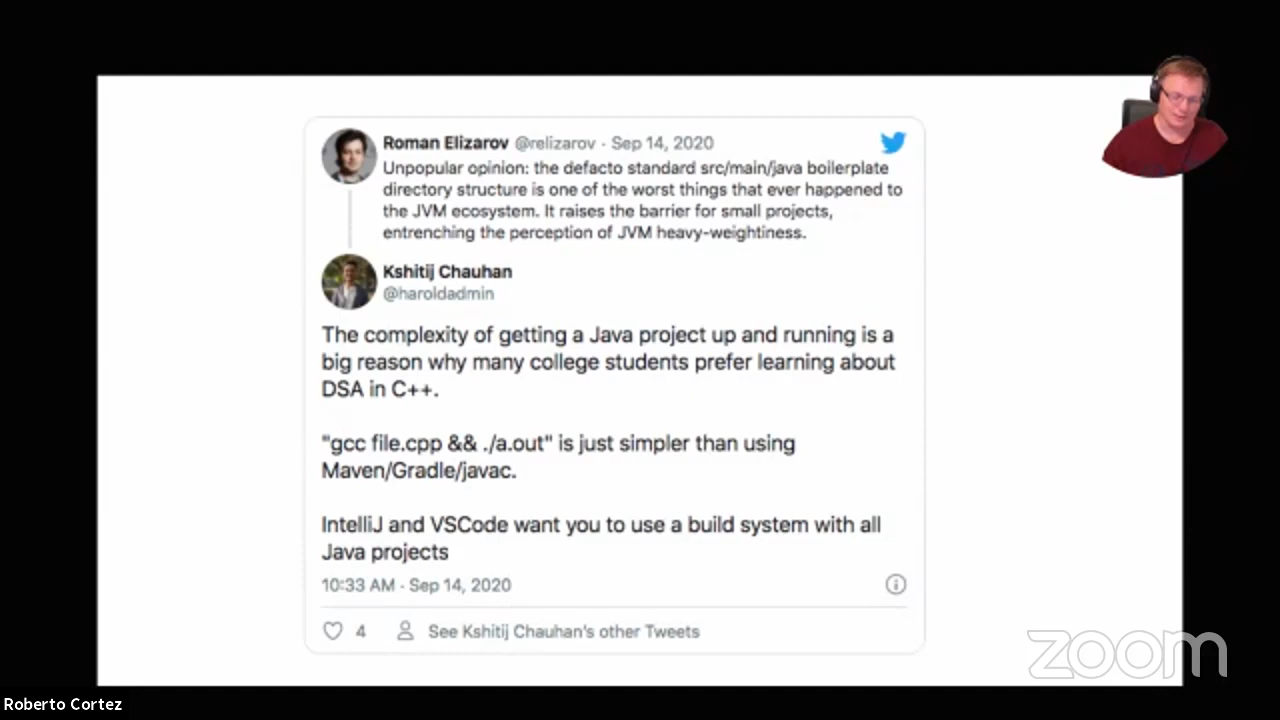 Roman Elizarov @relizarov · Sep 14, 2020
Unpopular opinion: the defacto standard src/main/java boilerplate
directory structure is one of the worst things that ever happened to
the JVM ecosystem. It raises the barrier for small projects,
entrenching the perception of JVM heavy-weightiness.
Kshitij Chauhan
@haroldadmin
The complexity of getting a Java project up and running is a
big reason why many college students prefer learning about
DSA in C++.
"gcc file.cpp && ./a.out" is just simpler than using
Maven/Gradle/javac.
IntelliJ and VSCode want you to use a build system with all
Java projects
10:33 AM · Sep 14, 2020
4 See Kshitij Chauhan's other Tweets
zoom
Roberto Cortez